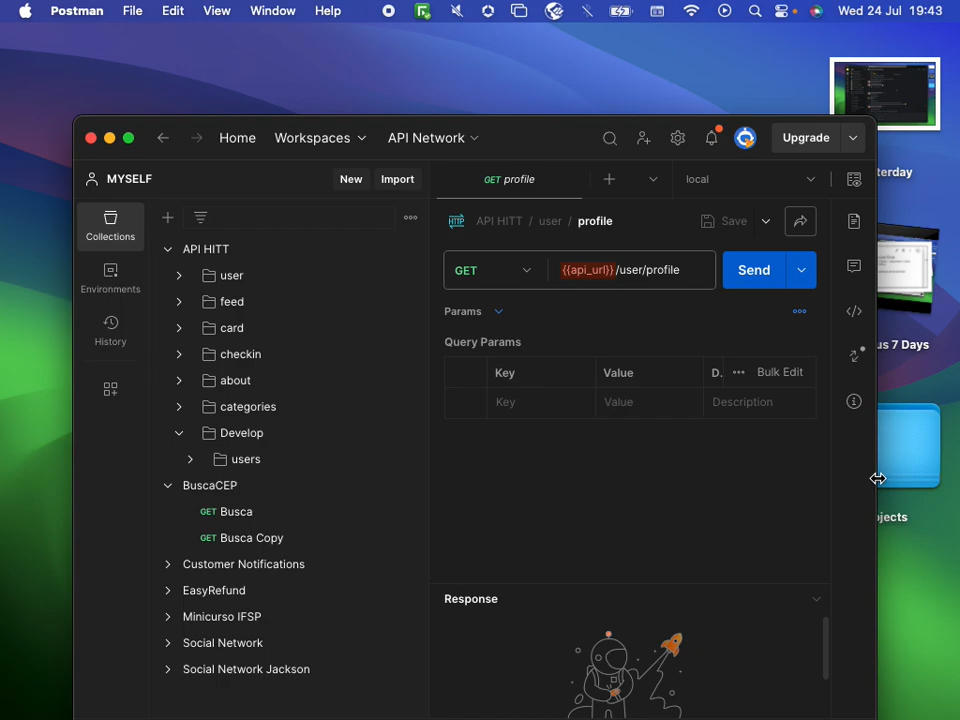 Postman File Edit View Window Help Wed 24 Jul 19:43
Home Workspaces API Network Upgrade
MYSELF New Import GET profile local
Collections
Environments
History
API HITT
user
feed
card
checkin
about
categories
Develop
users
BuscaCEP
GET Busca
GET Busca Copy
Customer Notifications
EasyRefund
Minicurso IFSP
Social Network
Social Network Jackson
HTTP API HITT / user / profile Save
GET {{api_url}}/user/profile Send
Params
Query Params
Key Value D. Bulk Edit
Key Value Description
Response
terday
us 7 Days
jects